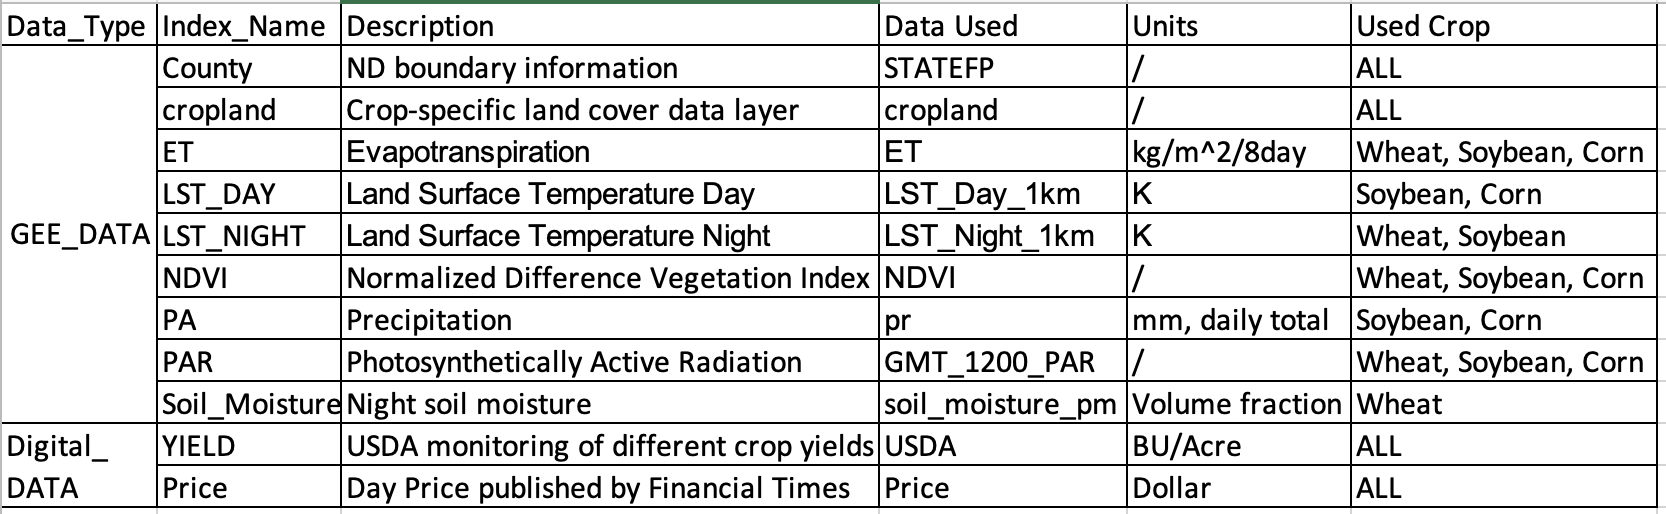 Data_Type Index_Name Description Data Used Units Used Crop
County ND boundary information STATEFP / ALL
cropland Crop-specific land cover data layer cropland / ALL
ET Evapotranspiration ET kg/m^2/8day Wheat, Soybean, Corn
LST_DAY Land Surface Temperature Day LST_Day_1km K Soybean, Corn
GEE_DATA LST_NIGHT Land Surface Temperature Night LST_Night_1km K Wheat, Soybean
NDVI Normalized Difference Vegetation Index NDVI / Wheat, Soybean, Corn
PA Precipitation pr mm, daily total Soybean, Corn
PAR Photosynthetically Active Radiation GMT_1200_PAR / Wheat, Soybean, Corn
Soil_Moisture Night soil moisture soil_moisture_pm Volume fraction Wheat
Digital_ YIELD USDA monitoring of different crop yields USDA BU/Acre ALL
DATA Price Day Price published by Financial Times Price Dollar ALL